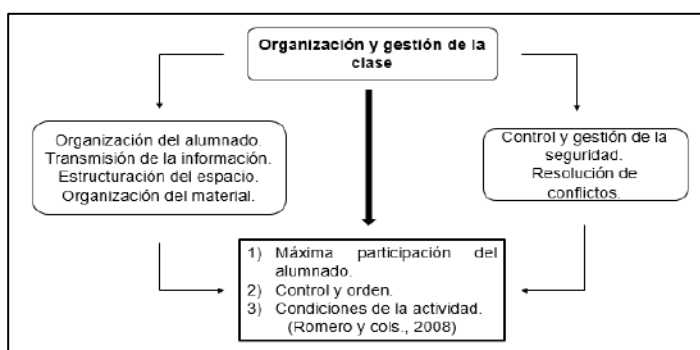 Organización y gestión de la
clase
Organización del alumnado.
Transmisión de la información.
Estructuración del espacio.
Organización del material.
Control y gestión de la
seguridad.
Resolución de
conflictos.
1) Máxima participación del
alumnado.
2) Control y orden.
3) Condiciones de la actividad.
(Romero y cols., 2008)